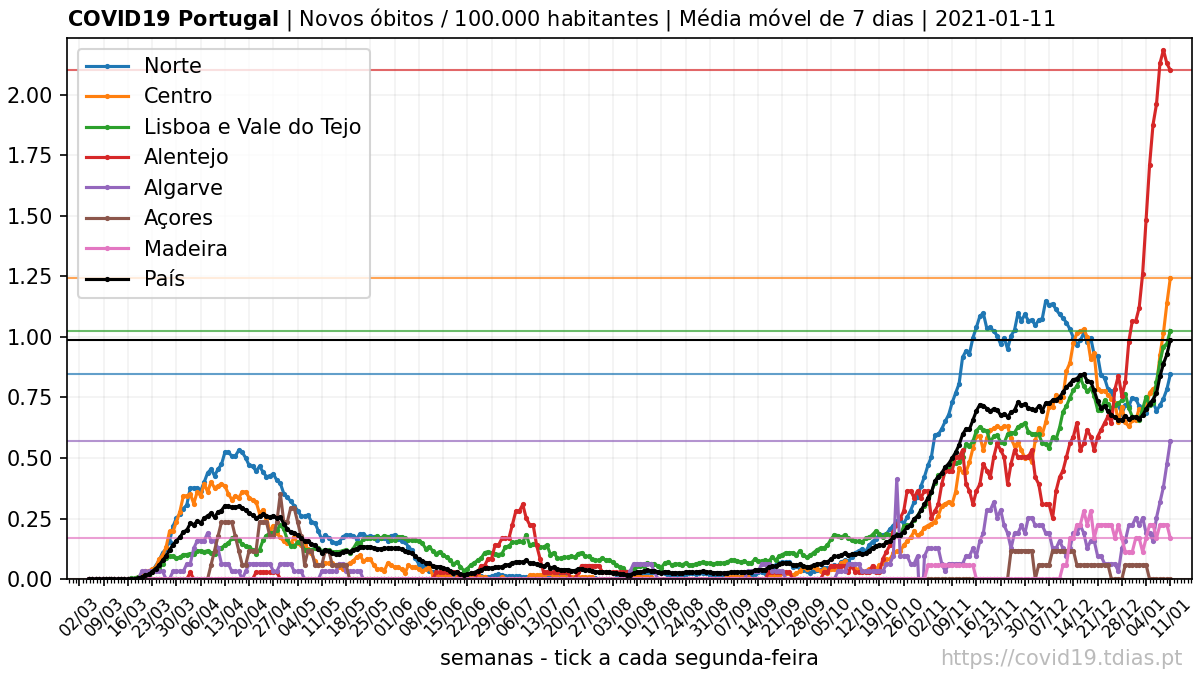 COVID19 Portugal | Novos óbitos / 100.000 habitantes | Média móvel de 7 dias | 2021-01-11
Norte
Centro
Lisboa e Vale do Tejo
Alentejo
Algarve
Açores
Madeira
País
2.00
1.75
1.50
1.25
1.00
0.75
0.50
0.25
0.00
02/03 09/03 16/03 23/03 30/03 06/04 13/04 20/04 27/04 04/05 11/05 18/05 25/05 01/06 08/06 15/06 22/06 29/06 06/07 13/07 20/07 27/07 03/08 10/08 17/08 24/08 31/08 07/09 14/09 21/09 28/09 05/10 12/10 19/10 26/10 02/11 09/11 16/11 23/11 30/11 07/12 14/12 21/12 28/12 04/01 11/01
semanas - tick a cada segunda-feira
https://covid19.tdias.pt